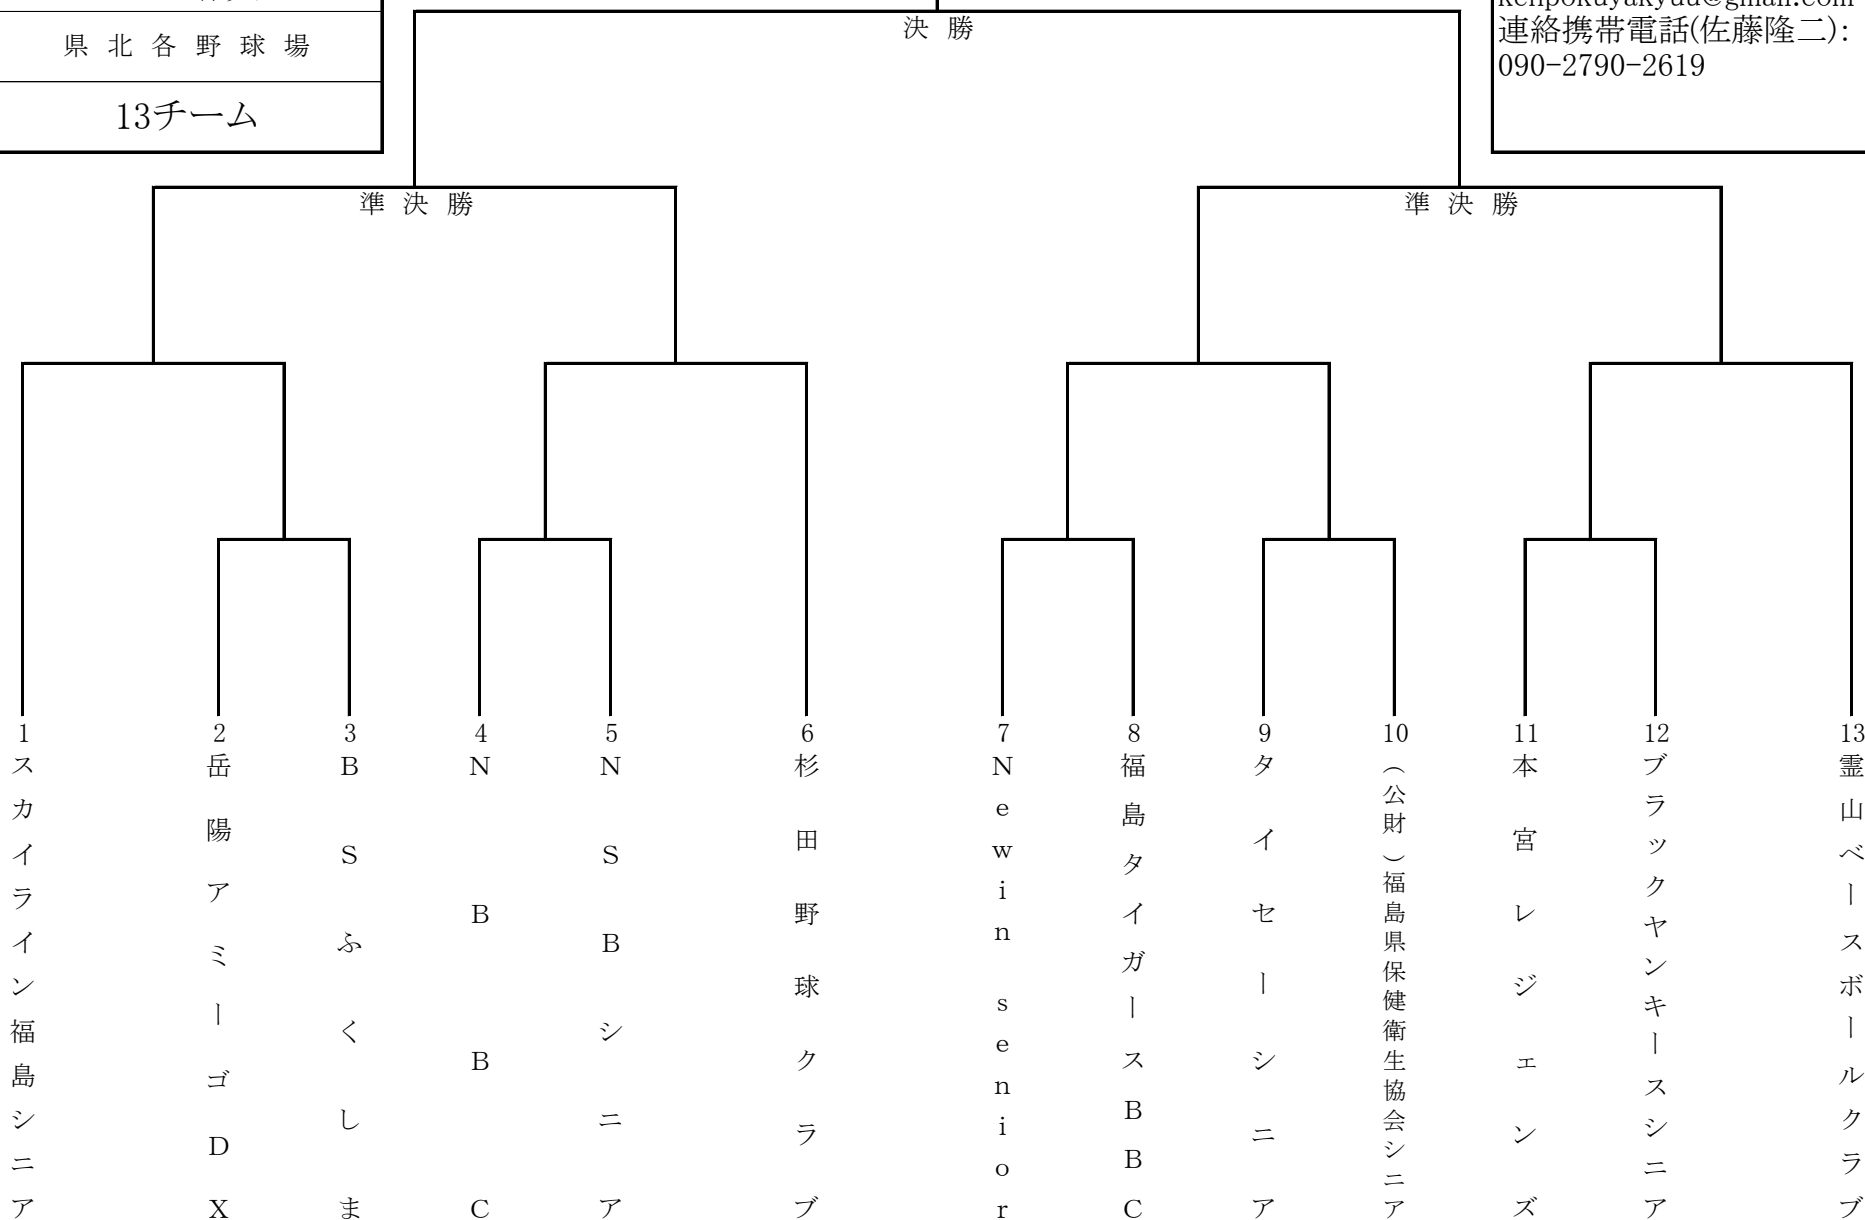 県北各野球場
13チーム
決勝
kenpokuyakyuu@gmail.com
連絡携帯電話(佐藤隆二):
090-2790-2619
準決勝
準決勝
1
スカイライン福島シニア
2
岳陽アミーゴDX
3
BSふくしま
4
NBBC
5
NSBシニア
6
杉田野球クラブ
7
Newin senior
8
福島タイガースBBC
9
タイセーシニア
10
(公財)福島県保健衛生協会シニア
11
本宮レジェンズ
12
ブラックヤンキースシニア
13
霊山ベースボールクラブ